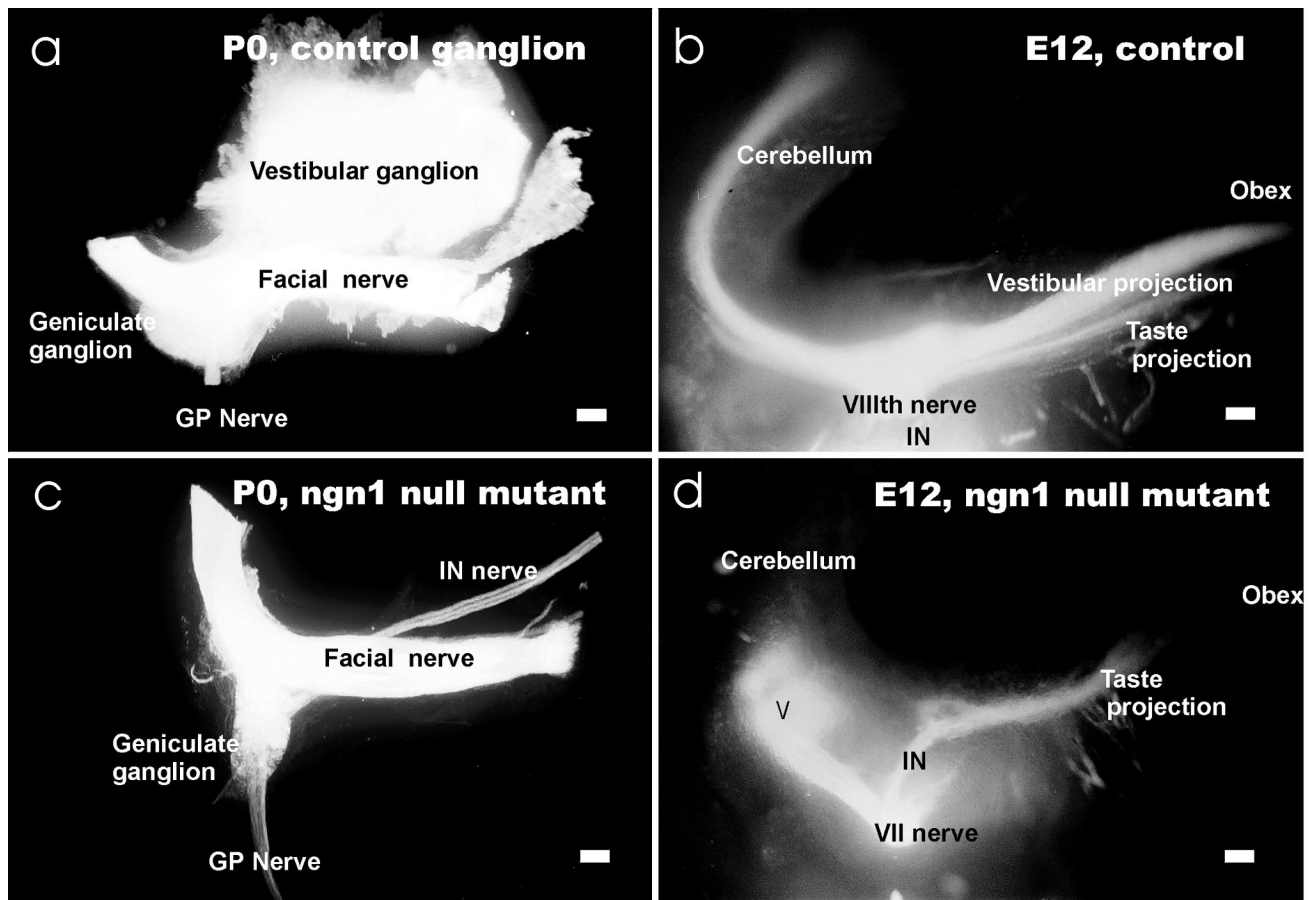 a
P0, control ganglion
Vestibular ganglion
Facial nerve
Geniculate
ganglion
GP Nerve
b
E12, control
Cerebellum
Obex
Vestibular projection
Taste
projection
VIIIth nerve
IN
c
P0, ngn1 null mutant
IN nerve
Facial nerve
Geniculate
ganglion
GP Nerve
d
E12, ngn1 null mutant
Cerebellum
Obex
V
Taste
projection
IN
VII nerve